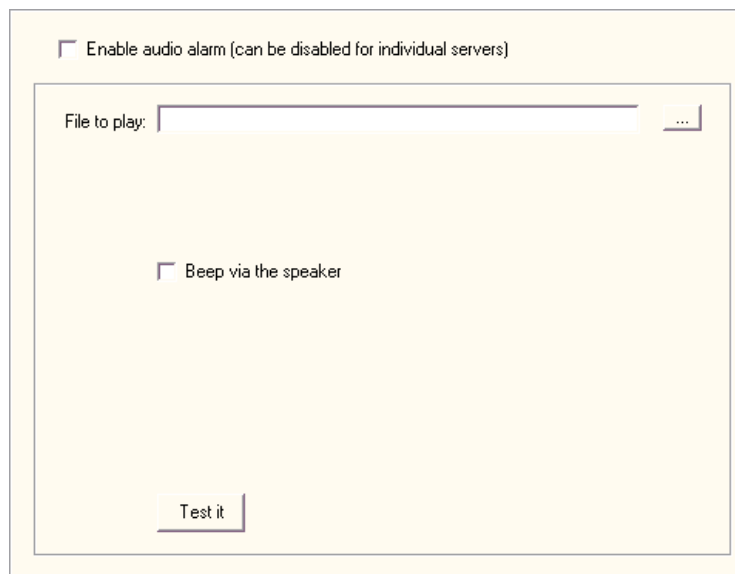 Enable audio alarm (can be disabled for individual servers)
File to play:
...
Beep via the speaker
Test it